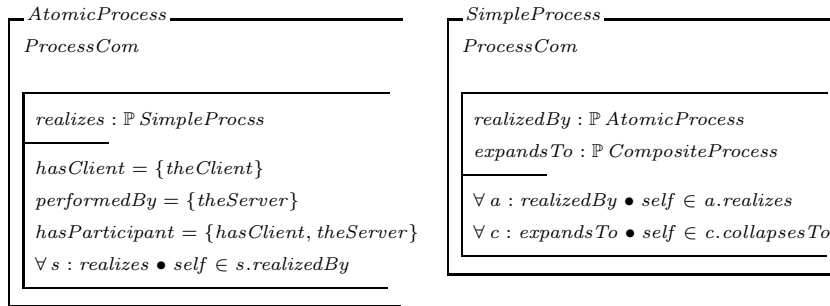 AtomicProcess
ProcessCom
realizes : ℙ SimpleProcss
hasClient = {theClient}
performedBy = {theServer}
hasParticipant = {hasClient, theServer}
∀ s : realizes • self ∈ s.realizedBy
SimpleProcess
ProcessCom
realizedBy : ℙ AtomicProcess
expandsTo : ℙ CompositeProcess
∀ a : realizedBy • self ∈ a.realizes
∀ c : expandsTo • self ∈ c.collapsesTo